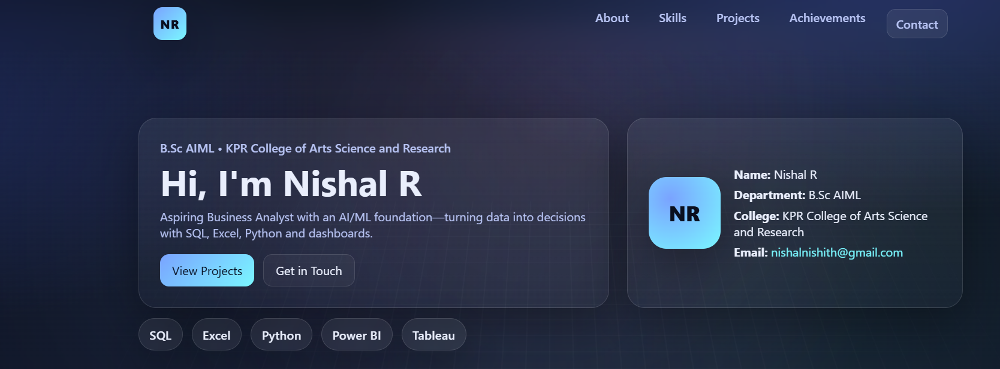 NR
About
Skills
Projects
Achievements
Contact
B.Sc AIML • KPR College of Arts Science and Research
Hi, I'm Nishal R
Aspiring Business Analyst with an AI/ML foundation—turning data into decisions
with SQL, Excel, Python and dashboards.
View Projects
Get in Touch
NR
Name: Nishal R
Department: B.Sc AIML
College: KPR College of Arts Science
and Research
Email: nishalnishith@gmail.com
SQL
Excel
Python
Power BI
Tableau